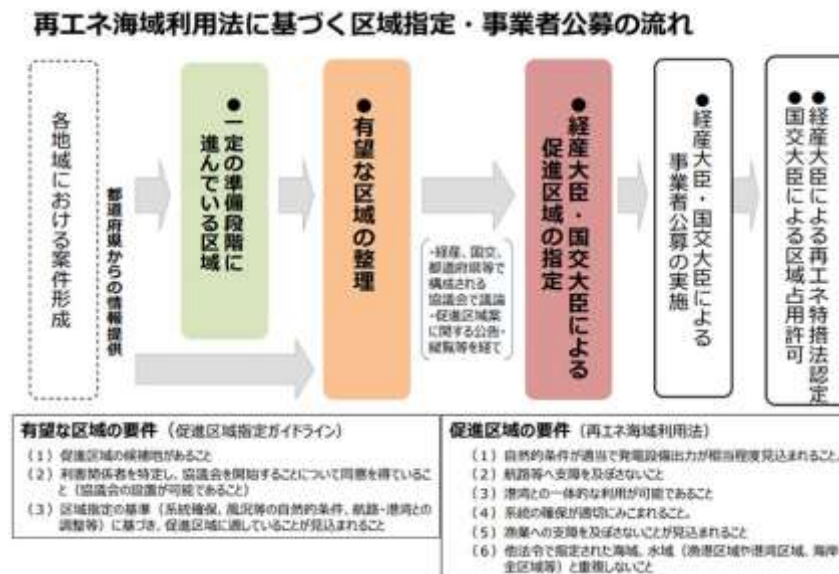 再エネ海域利用法に基づく区域指定・事業者公募の流れ
各地域における案件形成
都道府県からの情報提供
●一定の準備段階に
進んでいる区域
●有望な区域の整理
・経産、国交、
都道府県等で
構成される
協議会で議論
・促進区域案
に関する公告・
縦覧等を経て
●経産大臣・国交大臣による
促進区域の指定
●経産大臣・国交大臣による
事業者公募の実施
●経産大臣による再エネ特措法認定
●国交大臣による区域占用許可
有望な区域の要件（促進区域指定ガイドライン）
（1）促進区域の候補地があること
（2）利害関係者を特定し、協議会を開始することについて同意を得ているこ
と（協議会の設置が可能であること）
（3）区域指定の基準（系統確保、風況等の自然的条件、航路・港湾との
調整等）に基づき、促進区域に適していることが見込まれること
促進区域の要件（再エネ海域利用法）
（1）自然的条件が適当で発電設備出力が相当程度見込まれること。
（2）航路等へ支障を及ぼさないこと
（3）港湾との一体的な利用が可能であること
（4）系統の確保が適切にみこまれること。
（5）漁業への支障を及ぼさないことが見込まれること
（6）他法令で指定された海域、水域（漁港区域や港湾区域、海岸
全区域等）と重複しないこと